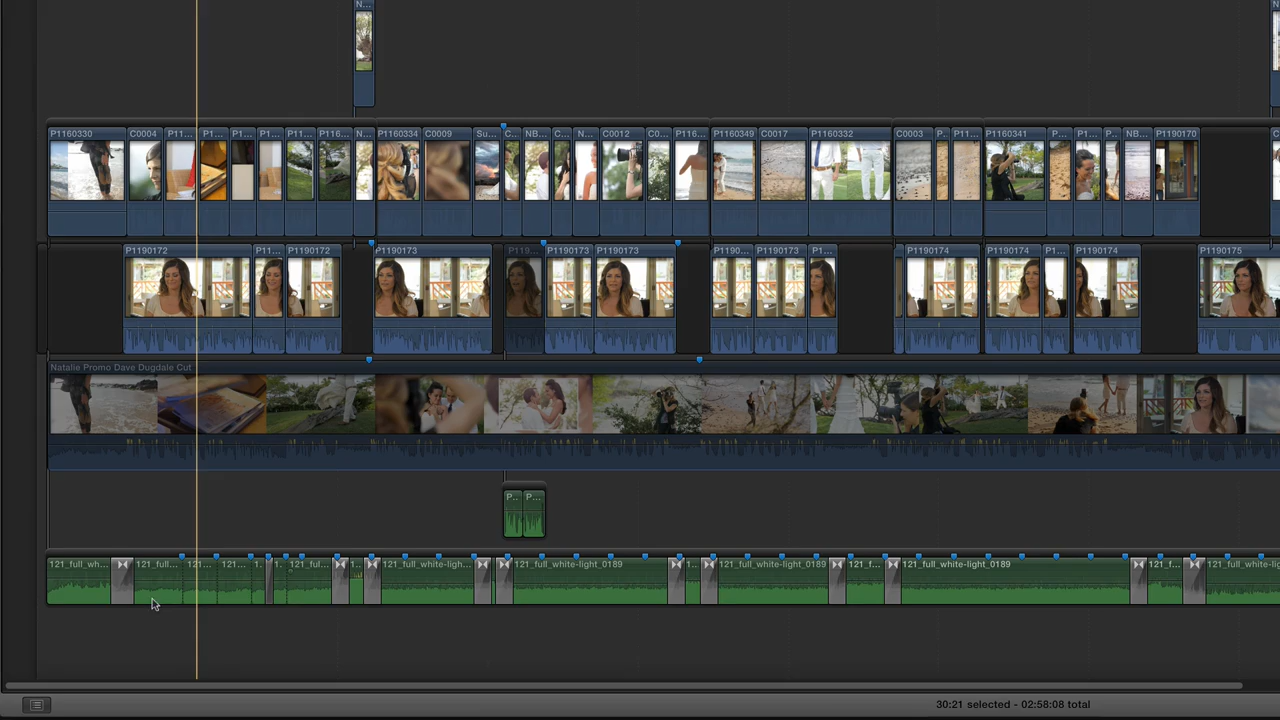 N...
N
P1160330 C0004 P11... P1... P1... P1... P11... P116... N... P1160334 C0009 Su... C.. NB... C... N... C0012 C0... P116... P1160349 C0017 P1160332 C0003 P.. P11... P1160341 P... P1... P.. NB... P1190170
P1190172 P11... P1190172 P1190173 P119... P1190173 P1190173 P1190... P1190173 P1... P1190174 P1190174 P1... P1190174 P1190175
Natalie Promo Dave Dugdale Cut
P.. P...
121_full_wh... 121_full... 121... 121... 1. 1. 121_ful... 1.. 121_full_white-ligh... 121_full_white-light_0189 1.. 121_full_white-light_0189 121_f... 121_full_white-light_0189 121_f... 121_full_white-lig
30:21 selected - 02:58:08 total